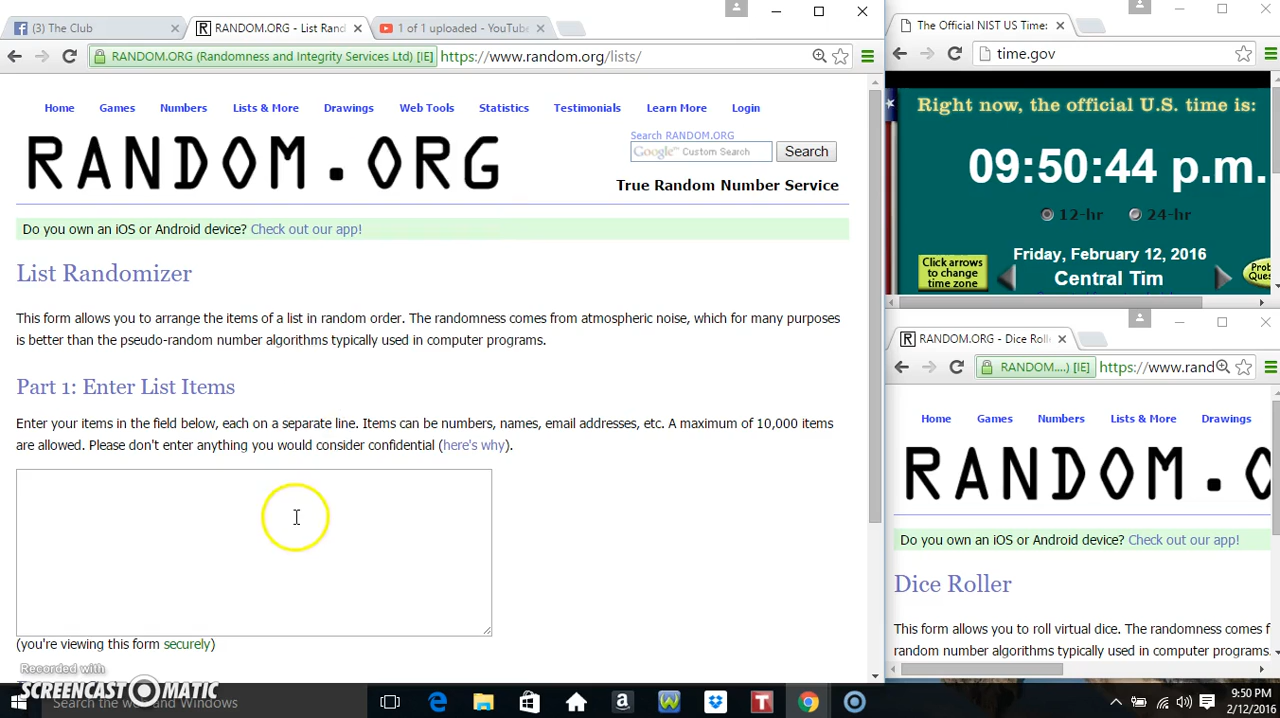 (3) The Club
RANDOM.ORG - List Rand
1 of 1 uploaded - YouTube
RANDOM.ORG (Randomness and Integrity Services Ltd) [IE]
https://www.random.org/lists/
Home Games Numbers Lists & More Drawings Web Tools Statistics Testimonials Learn More Login
RANDOM.ORG
Search RANDOM.ORG
Google™ Custom Search
Search
True Random Number Service
Do you own an iOS or Android device? Check out our app!
List Randomizer
This form allows you to arrange the items of a list in random order. The randomness comes from atmospheric noise, which for many purposes
is better than the pseudo-random number algorithms typically used in computer programs.
Part 1: Enter List Items
Enter your items in the field below, each on a separate line. Items can be numbers, names, email addresses, etc. A maximum of 10,000 items
are allowed. Please don't enter anything you would consider confidential (here's why).
(you're viewing this form securely)
Recorded with
SCREENCAST-O-MATIC
Search the web and Windows
The Official NIST US Time:
time.gov
Right now, the official U.S. time is:
09:50:44 p.m.
12-hr 24-hr
Friday, February 12, 2016
Central Tim
Click arrows
to change
time zone
Prob
Ques
RANDOM.ORG - Dice Roll
RANDOM....) [IE]
https://www.rand
Home Games Numbers Lists & More Drawings
RANDOM.O
Do you own an iOS or Android device? Check out our app!
Dice Roller
This form allows you to roll virtual dice. The randomness comes f
random number algorithms typically used in computer programs.
9:50 PM
2/12/2016